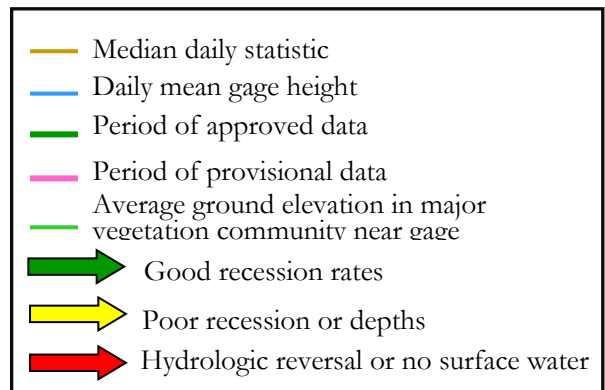 Median daily statistic
Daily mean gage height
Period of approved data
Period of provisional data
Average ground elevation in major
vegetation community near gage
Good recession rates
Poor recession or depths
Hydrologic reversal or no surface water